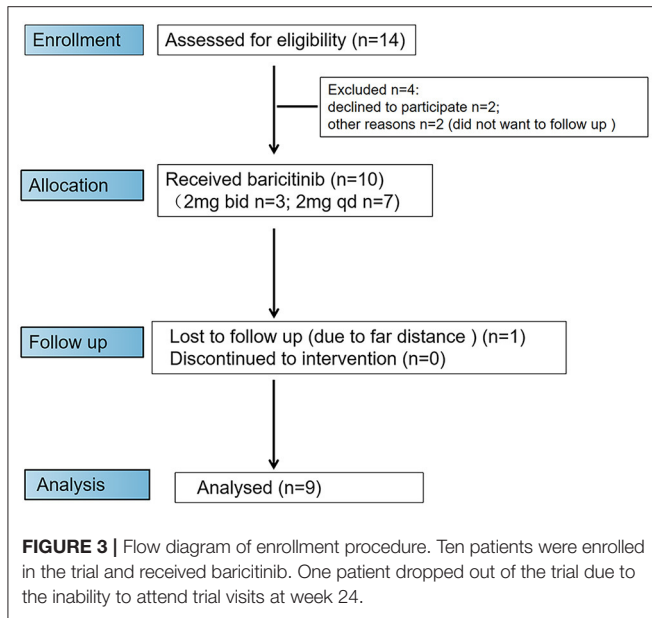 Enrollment
Assessed for eligibility (n=14)
Excluded n=4:
declined to participate n=2;
other reasons n=2 (did not want to follow up )
Allocation
Received baricitinib (n=10)
（2mg bid n=3; 2mg qd n=7)
Follow up
Lost to follow up (due to far distance ) (n=1)
Discontinued to intervention (n=0)
Analysis
Analysed (n=9)
FIGURE 3 | Flow diagram of enrollment procedure. Ten patients were enrolled
in the trial and received baricitinib. One patient dropped out of the trial due to
the inability to attend trial visits at week 24.